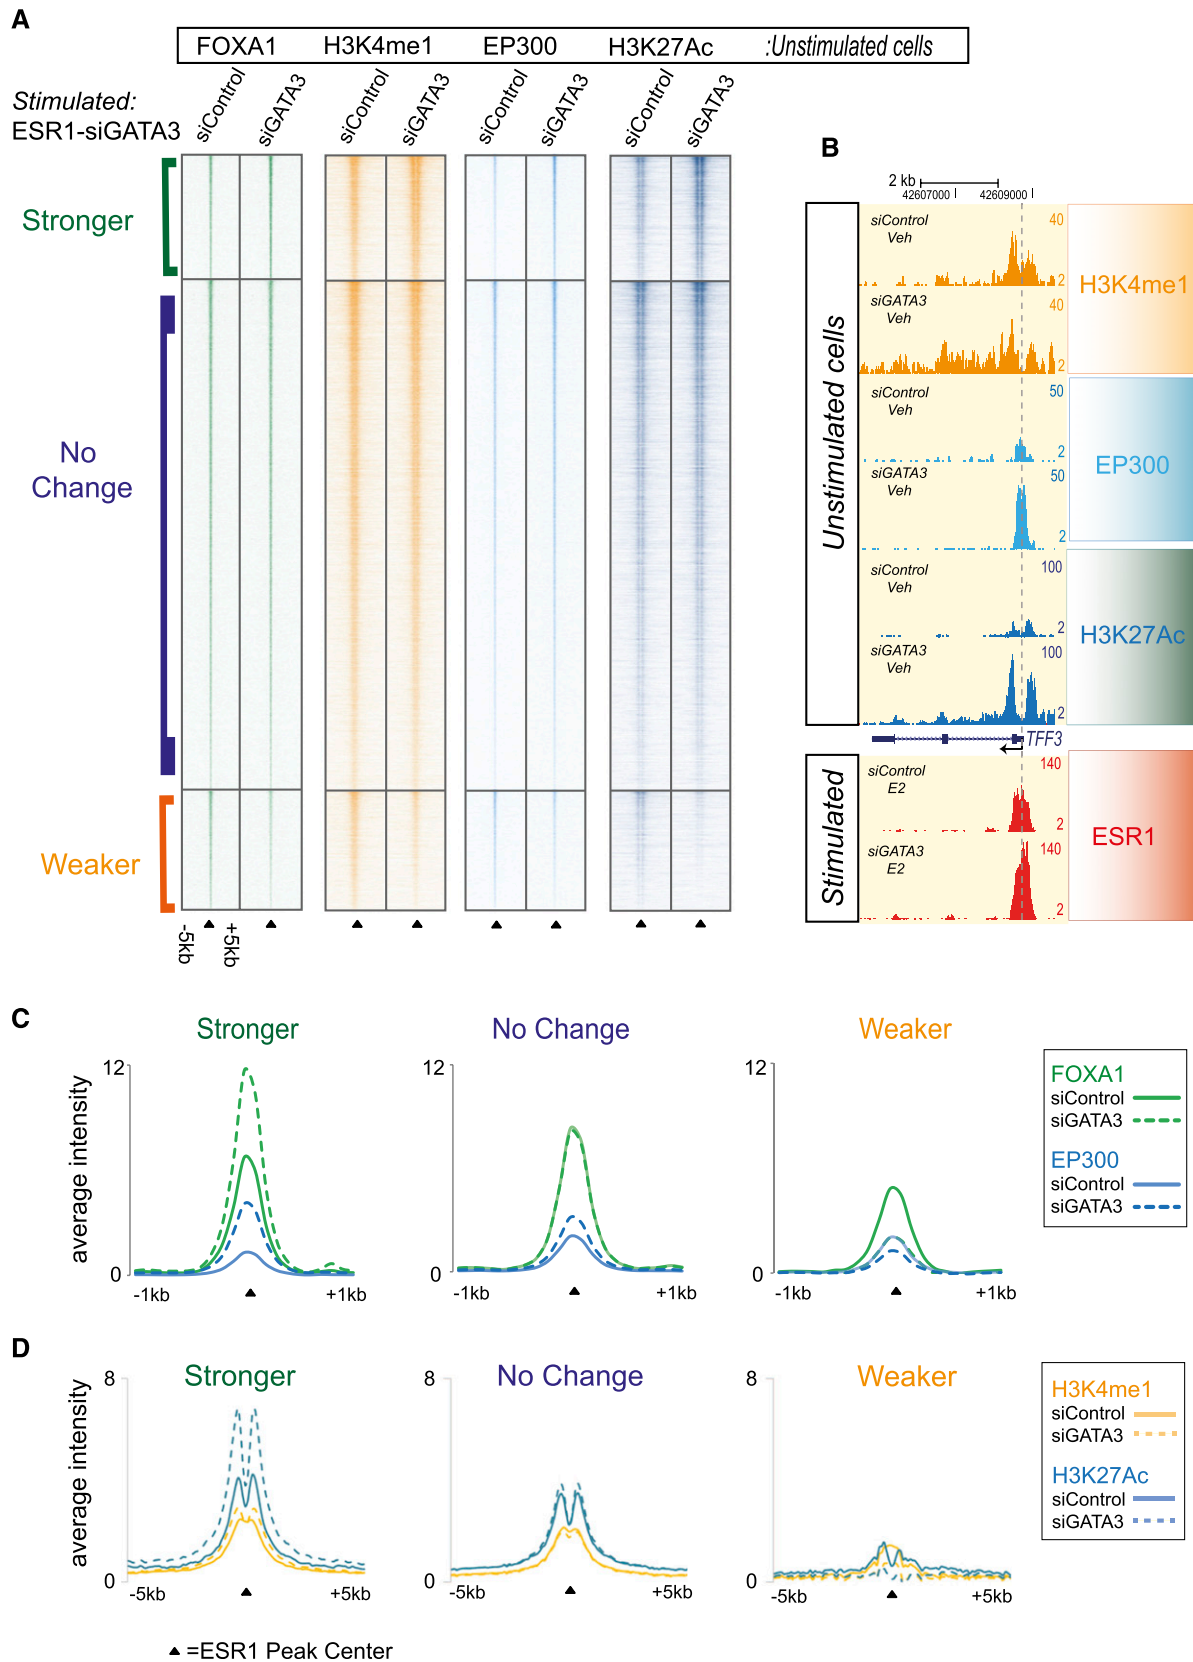 A
FOXA1 H3K4me1 EP300 H3K27Ac :Unstimulated cells
Stimulated:
ESR1-siGATA3
siControl siGATA3 siControl siGATA3 siControl siGATA3 siControl siGATA3
Stronger
No
Change
Weaker
-5kb +5kb
B
2 kb
42607000 42609000
Unstimulated cells
siControl
Veh
40
2
siGATA3
Veh
40
2
H3K4me1
siControl
Veh
50
2
siGATA3
Veh
50
2
EP300
siControl
Veh
100
2
siGATA3
Veh
100
2
H3K27Ac
TFF3
Stimulated
siControl
E2
140
2
siGATA3
E2
140
2
ESR1
C
Stronger No Change Weaker
average intensity
12 12 12
0 0 0
-1kb +1kb -1kb +1kb -1kb +1kb
FOXA1
siControl
siGATA3
EP300
siControl
siGATA3
D
Stronger No Change Weaker
average intensity
8 8 8
0 0 0
-5kb +5kb -5kb +5kb -5kb +5kb
H3K4me1
siControl
siGATA3
H3K27Ac
siControl
siGATA3
▲ =ESR1 Peak Center